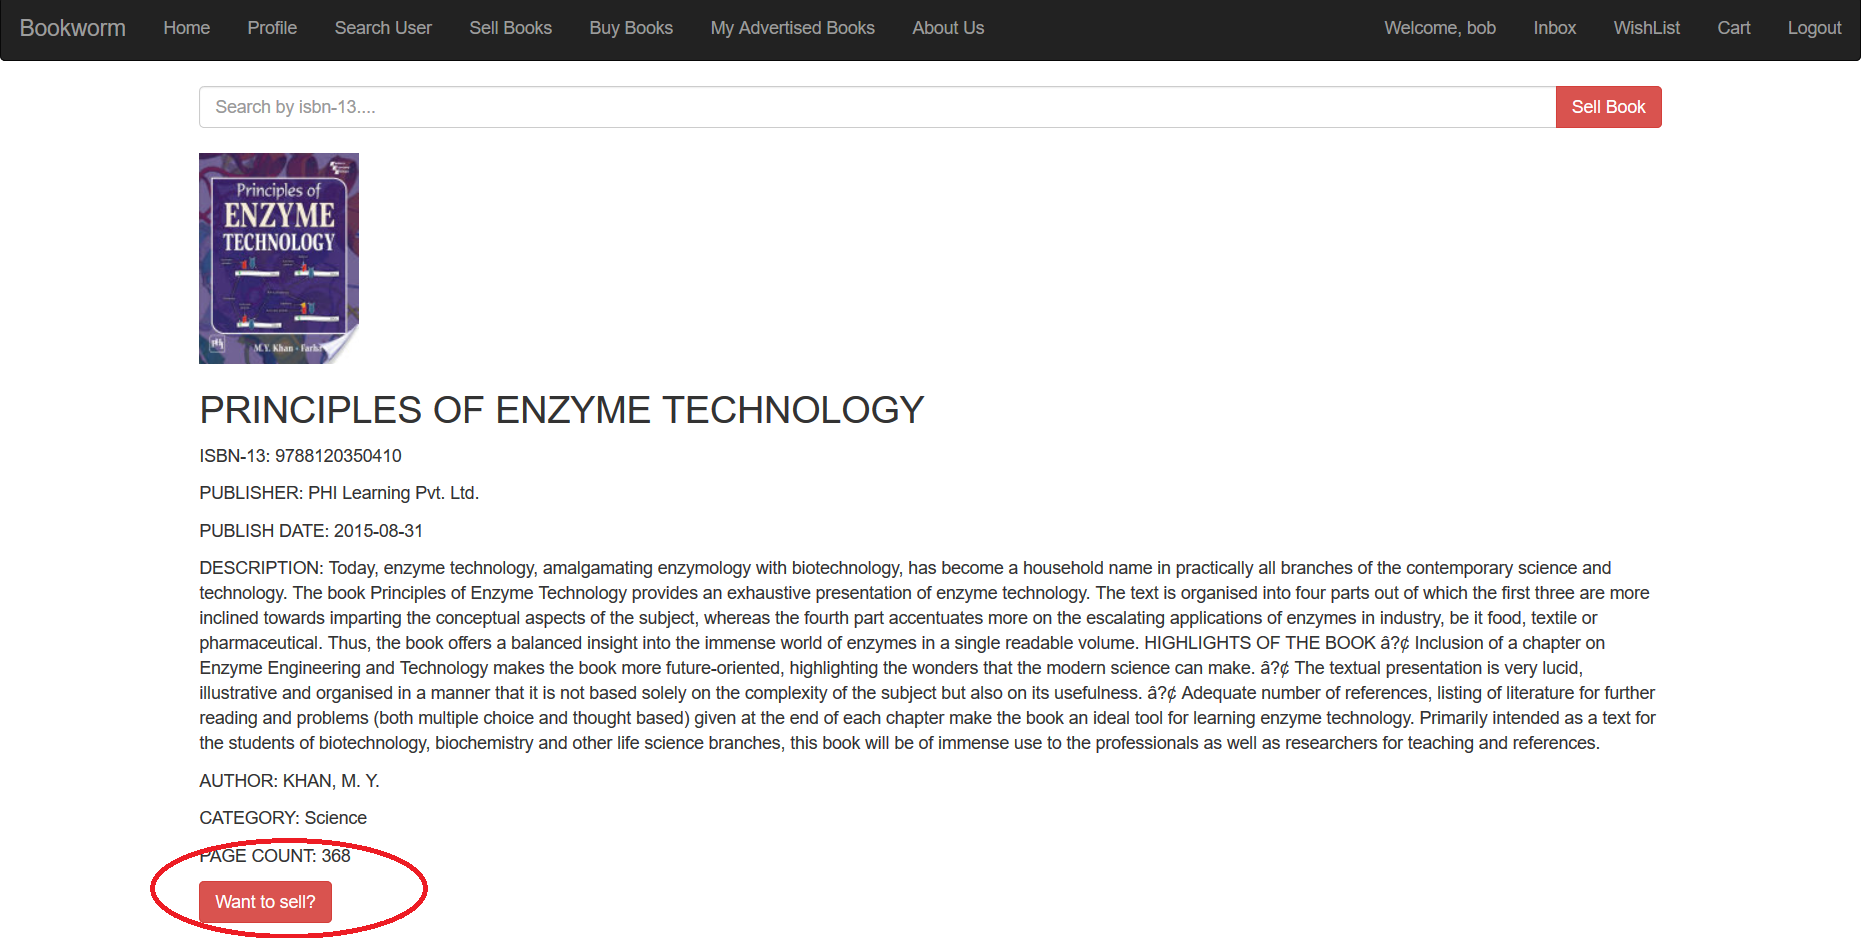 Bookworm Home Profile Search User Sell Books Buy Books My Advertised Books About Us Welcome, bob Inbox WishList Cart Logout
Search by isbn-13.... Sell Book
Principles of
ENZYME
TECHNOLOGY
M.Y. Khan · Farha
PRINCIPLES OF ENZYME TECHNOLOGY
ISBN-13: 9788120350410
PUBLISHER: PHI Learning Pvt. Ltd.
PUBLISH DATE: 2015-08-31
DESCRIPTION: Today, enzyme technology, amalgamating enzymology with biotechnology, has become a household name in practically all branches of the contemporary science and
technology. The book Principles of Enzyme Technology provides an exhaustive presentation of enzyme technology. The text is organised into four parts out of which the first three are more
inclined towards imparting the conceptual aspects of the subject, whereas the fourth part accentuates more on the escalating applications of enzymes in industry, be it food, textile or
pharmaceutical. Thus, the book offers a balanced insight into the immense world of enzymes in a single readable volume. HIGHLIGHTS OF THE BOOK â?¢ Inclusion of a chapter on
Enzyme Engineering and Technology makes the book more future-oriented, highlighting the wonders that the modern science can make. â?¢ The textual presentation is very lucid,
illustrative and organised in a manner that it is not based solely on the complexity of the subject but also on its usefulness. â?¢ Adequate number of references, listing of literature for further
reading and problems (both multiple choice and thought based) given at the end of each chapter make the book an ideal tool for learning enzyme technology. Primarily intended as a text for
the students of biotechnology, biochemistry and other life science branches, this book will be of immense use to the professionals as well as researchers for teaching and references.
AUTHOR: KHAN, M. Y.
CATEGORY: Science
PAGE COUNT: 368
Want to sell?